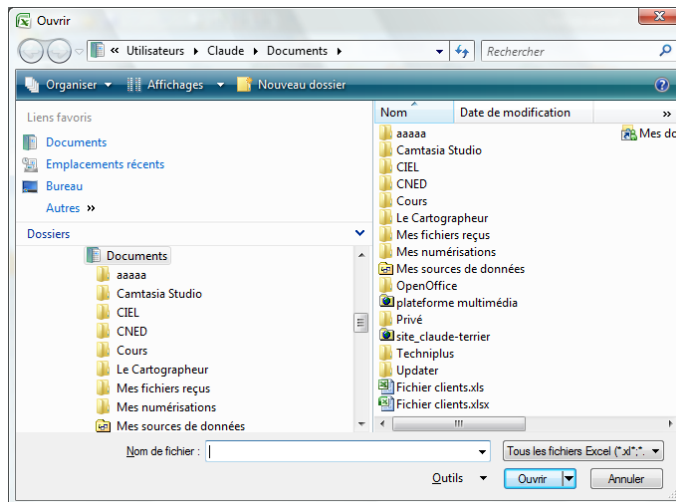 Ouvrir
« Utilisateurs Claude Documents Rechercher
Organiser Affichages Nouveau dossier
Liens favoris
Documents
Emplacements récents
Bureau
Autres »
Dossiers
Documents
aaaaa
Camtasia Studio
CIEL
CNED
Cours
Le Cartographeur
Mes fichiers reçus
Mes numérisations
Mes sources de données
Nom Date de modification »
aaaaa Mes do
Camtasia Studio
CIEL
CNED
Cours
Le Cartographeur
Mes fichiers reçus
Mes numérisations
Mes sources de données
OpenOffice
plateforme multimédia
Privé
site_claude-terrier
Techniplus
Updater
Fichier clients.xls
Fichier clients.xlsx
Nom de fichier : Tous les fichiers Excel (*.xl*;*.
Outils Ouvrir Annuler